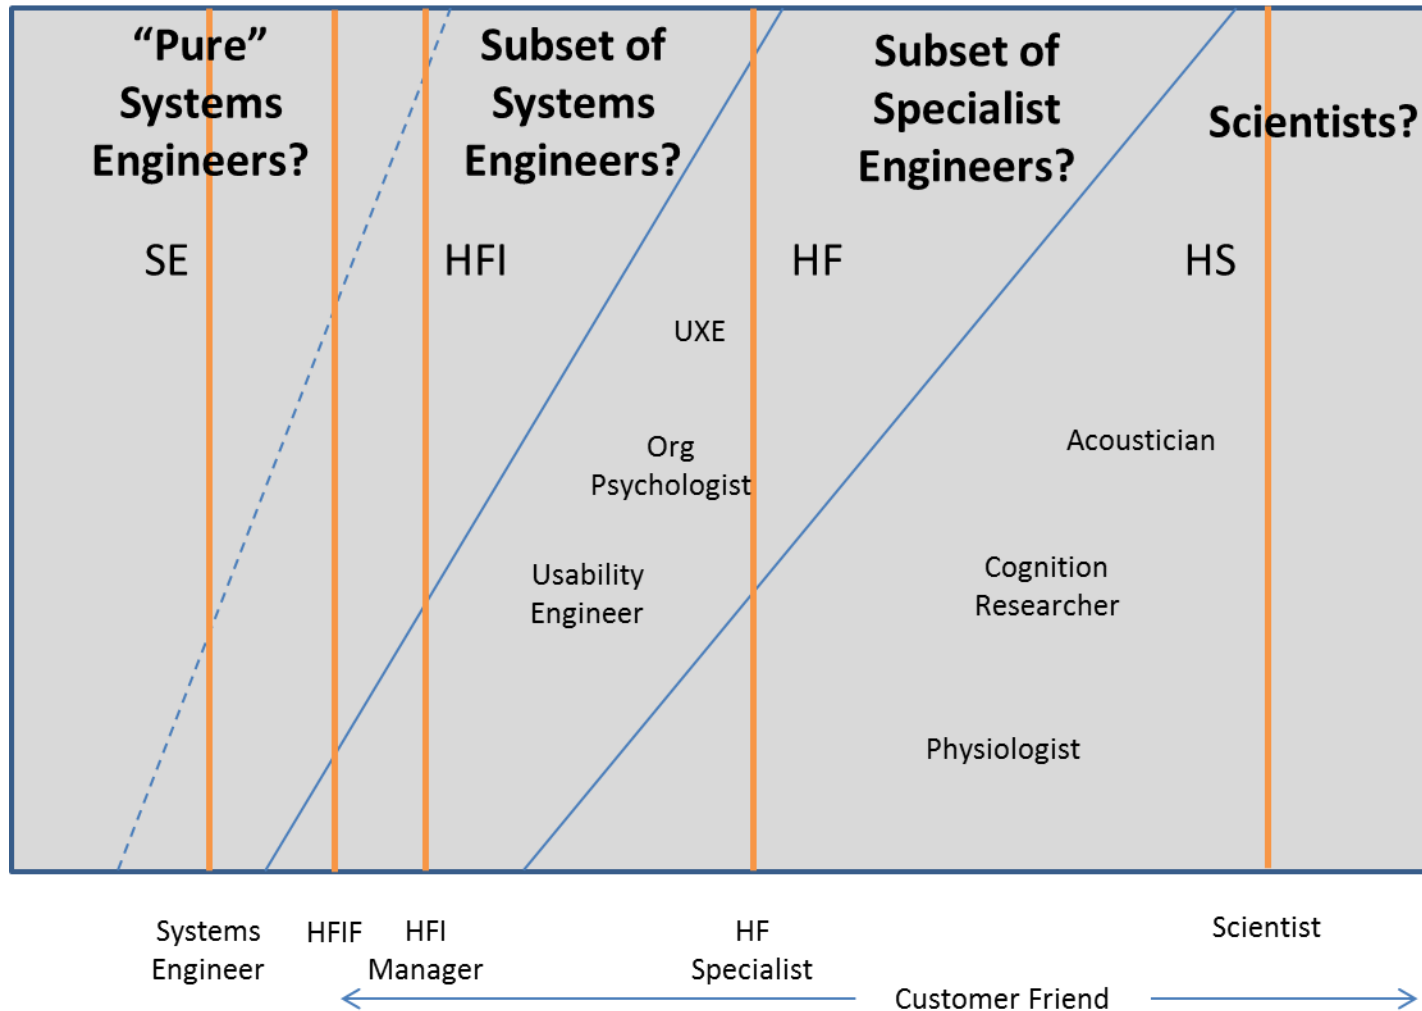 “Pure”
Systems
Engineers?
Subset of
Systems
Engineers?
Subset of
Specialist
Engineers?
Scientists?
SE
HFI
HF
HS
UXE
Org
Psychologist
Acoustician
Usability
Engineer
Cognition
Researcher
Physiologist
Systems
Engineer
HFIF
HFI
Manager
HF
Specialist
Scientist
Customer Friend